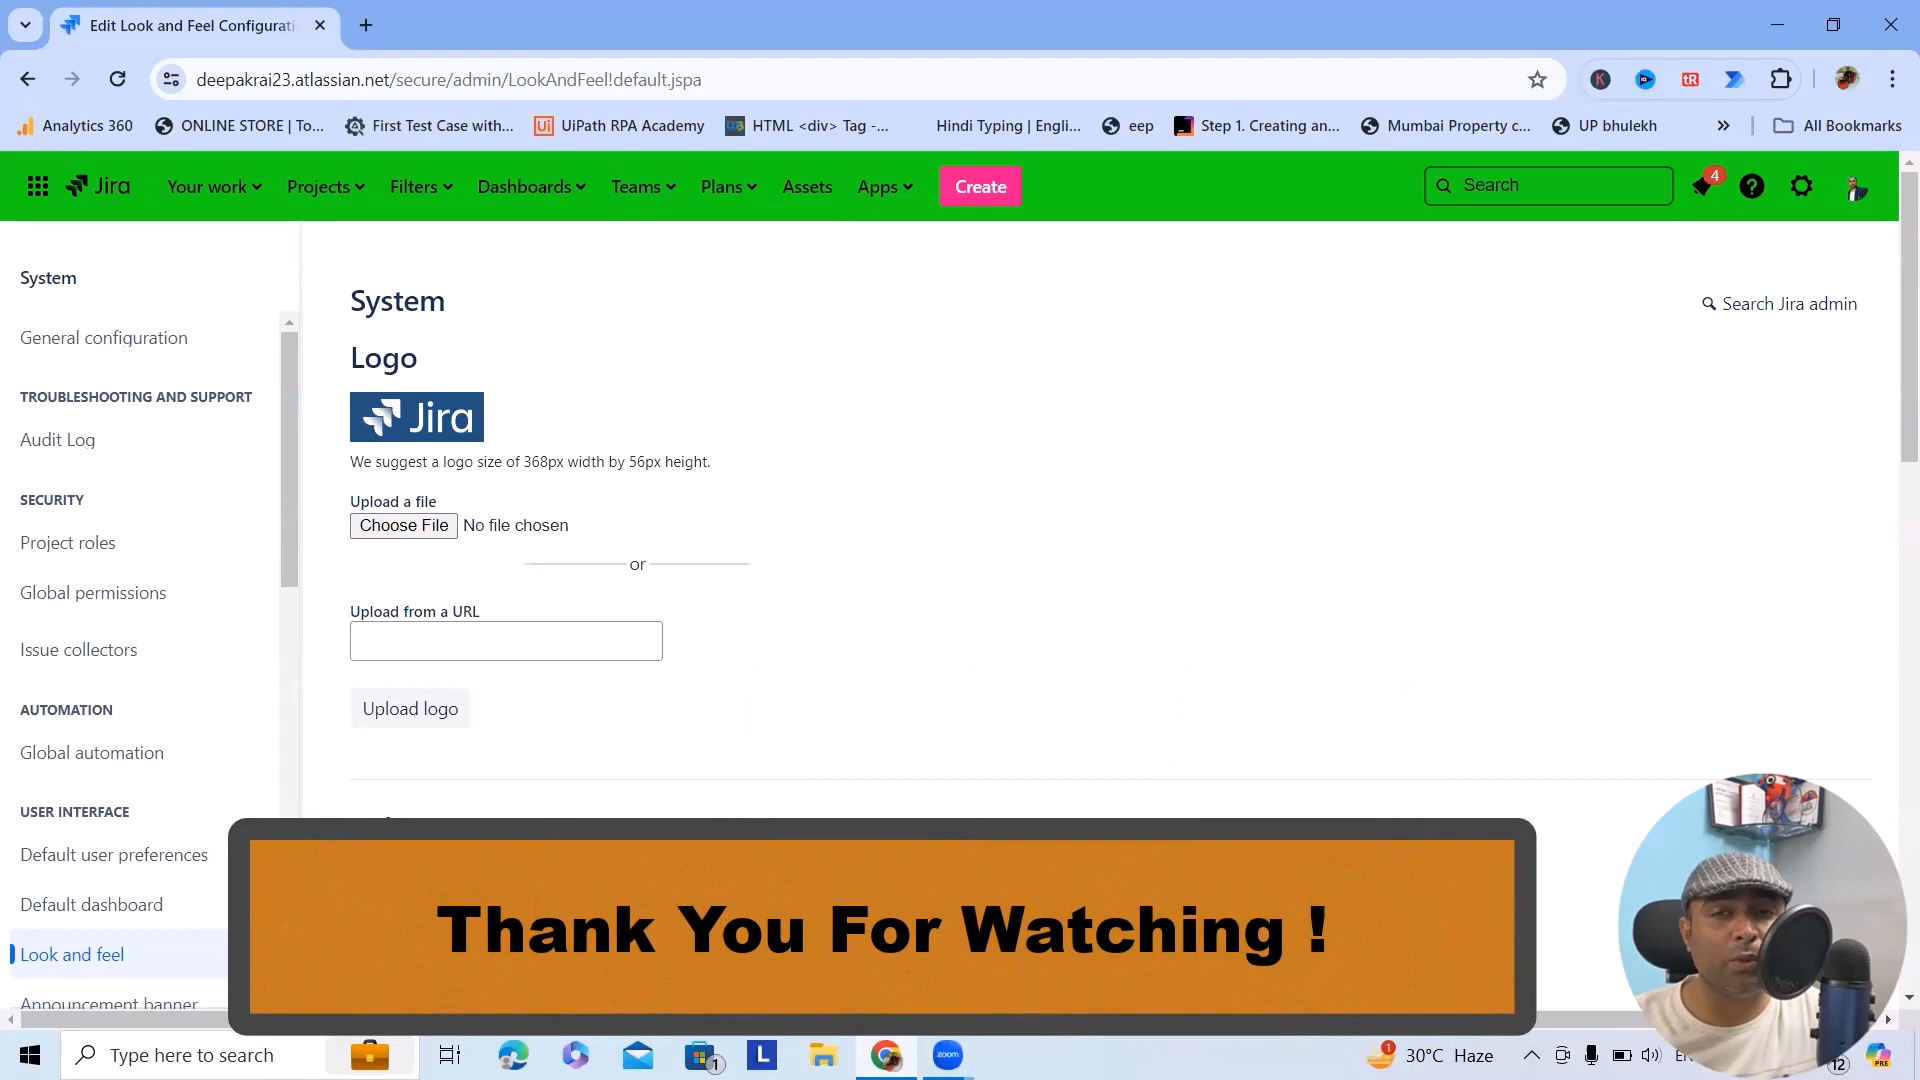 Edit Look and Feel Configurati
deepakrai23.atlassian.net/secure/admin/LookAndFeel!default.jspa
Analytics 360
ONLINE STORE | To...
First Test Case with...
UiPath RPA Academy
HTML <div> Tag -...
Hindi Typing | Engli...
eep
Step 1. Creating an...
Mumbai Property c...
UP bhulekh
All Bookmarks
Jira
Your work
Projects
Filters
Dashboards
Teams
Plans
Assets
Apps
Create
Search
4
System
General configuration
TROUBLESHOOTING AND SUPPORT
Audit Log
SECURITY
Project roles
Global permissions
Issue collectors
AUTOMATION
Global automation
USER INTERFACE
Default user preferences
Default dashboard
Look and feel
Announcement banner
System
Search Jira admin
Logo
Jira
We suggest a logo size of 368px width by 56px height.
Upload a file
Choose File No file chosen
or
Upload from a URL
Upload logo
Thank You For Watching !
Type here to search
1
L
zoom
1
30°C Haze
12
PRE